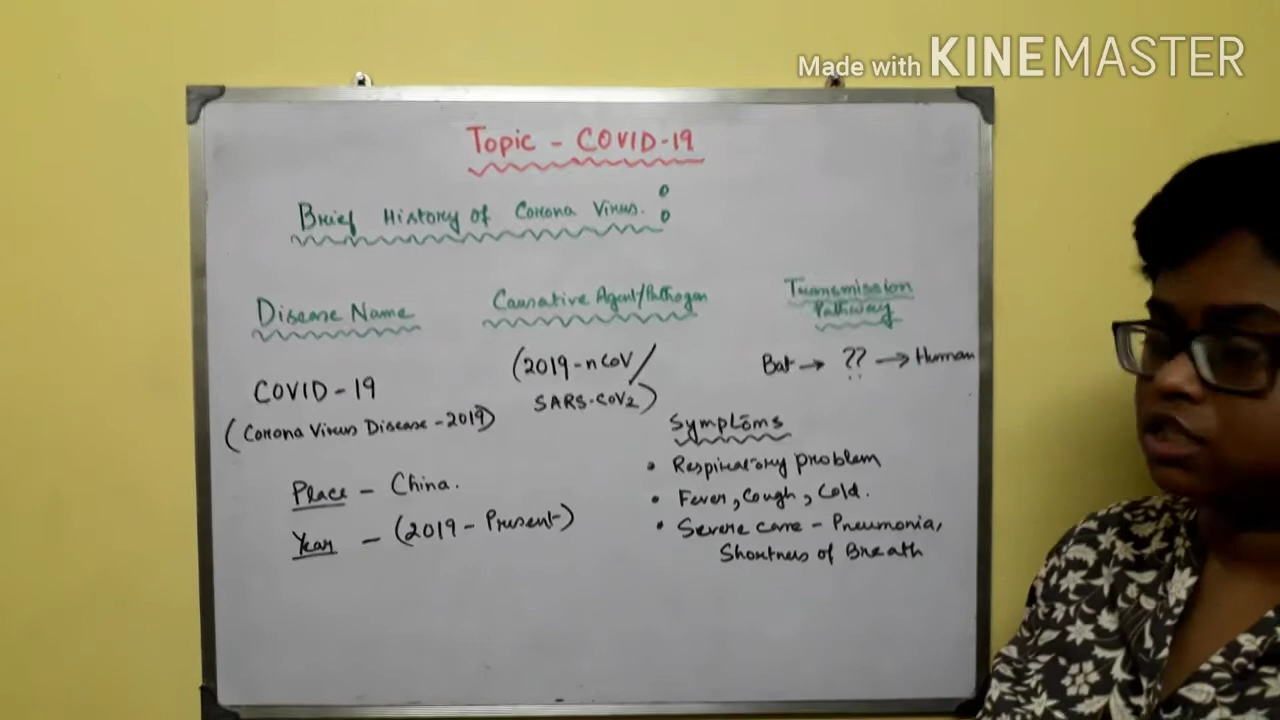 Made with KINEMASTER
Topic - COVID-19
Brief History of Corona Virus:
Disease Name
Causative Agent/Pathogen
Transmission
Pathway
COVID-19
(Corona Virus Disease-2019)
(2019-nCoV/
SARS-COV2)
Bat → ?? → Human
Place - China.
Year - (2019-Present)
Symptoms
• Respiratory problem
• Fever, Cough, Cold.
• Severe case - Pneumonia,
Shortness of Breath